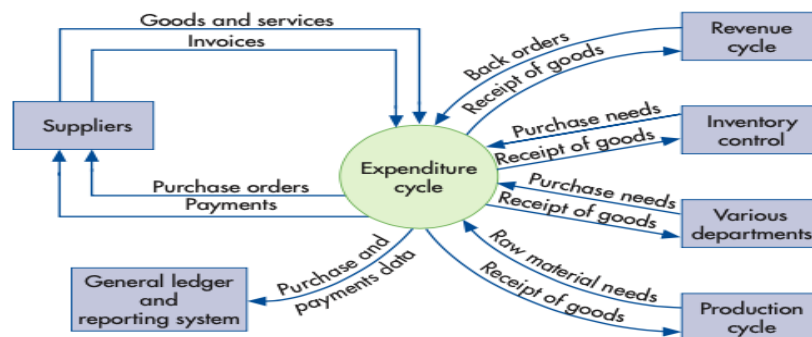 Goods and services
Invoices
Suppliers
Purchase orders
Payments
Expenditure
cycle
Back orders
Receipt of goods
Revenue
cycle
Purchase needs
Receipt of goods
Inventory
control
Purchase needs
Receipt of goods
Various
departments
Raw material needs
Receipt of goods
Production
cycle
Purchase and
payments data
General ledger
and
reporting system